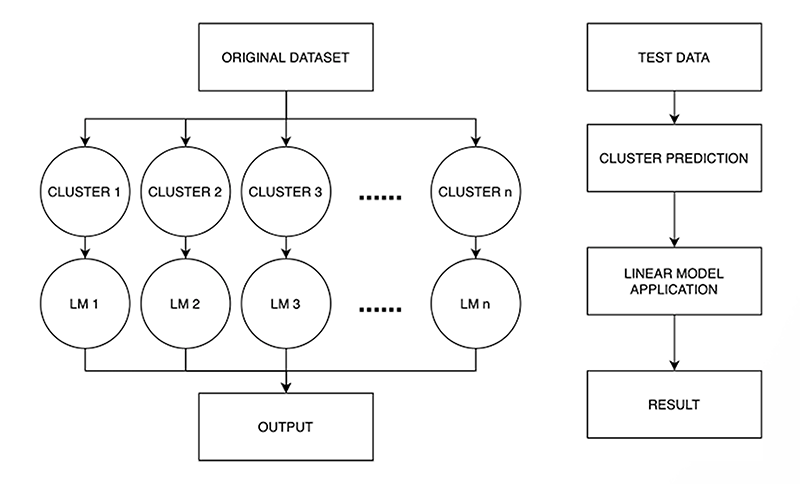 ORIGINAL DATASET
CLUSTER 1
CLUSTER 2
CLUSTER 3
......
CLUSTER n
LM 1
LM 2
LM 3
......
LM n
OUTPUT
TEST DATA
CLUSTER PREDICTION
LINEAR MODEL
APPLICATION
RESULT